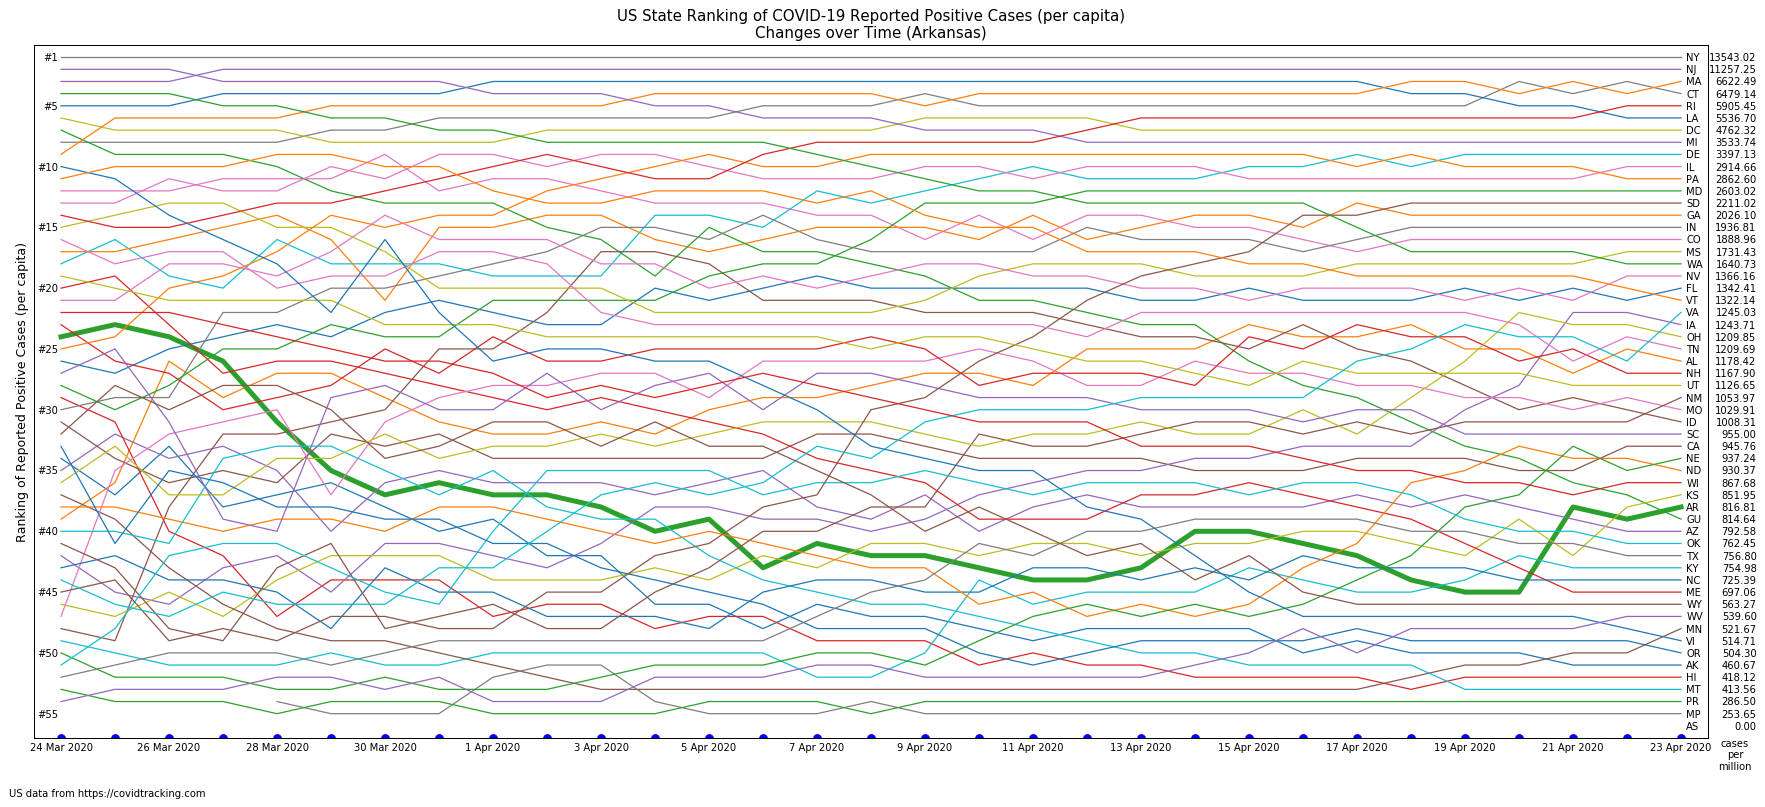 US State Ranking of COVID-19 Reported Positive Cases (per capita)
Changes over Time (Arkansas)
Ranking of Reported Positive Cases (per capita)
#1
#5
#10
#15
#20
#25
#30
#35
#40
#45
#50
#55
NY 13543.02
NJ 11257.25
MA 6622.49
CT 6479.14
RI 5905.45
LA 5536.70
DC 4762.32
MI 3533.74
DE 3397.13
IL 2914.66
PA 2862.60
MD 2603.02
SD 2211.02
GA 2026.10
IN 1936.81
CO 1888.96
MS 1731.43
WA 1640.73
NV 1366.16
FL 1342.41
VT 1322.14
VA 1245.03
IA 1243.71
OH 1209.85
TN 1209.69
AL 1178.42
NH 1167.90
UT 1126.65
NM 1053.97
MO 1029.91
ID 1008.31
SC 955.00
CA 945.76
NE 937.24
ND 930.37
WI 867.68
KS 851.95
AR 816.81
GU 814.64
AZ 792.58
OK 762.45
TX 756.80
KY 754.98
NC 725.39
ME 697.06
WY 563.27
WV 539.60
MN 521.67
VI 514.71
OR 504.30
AK 460.67
HI 418.12
MT 413.56
PR 286.50
MP 253.65
AS 0.00
24 Mar 2020 26 Mar 2020 28 Mar 2020 30 Mar 2020 1 Apr 2020 3 Apr 2020 5 Apr 2020 7 Apr 2020 9 Apr 2020 11 Apr 2020 13 Apr 2020 15 Apr 2020 17 Apr 2020 19 Apr 2020 21 Apr 2020 23 Apr 2020
cases
per
million
US data from https://covidtracking.com